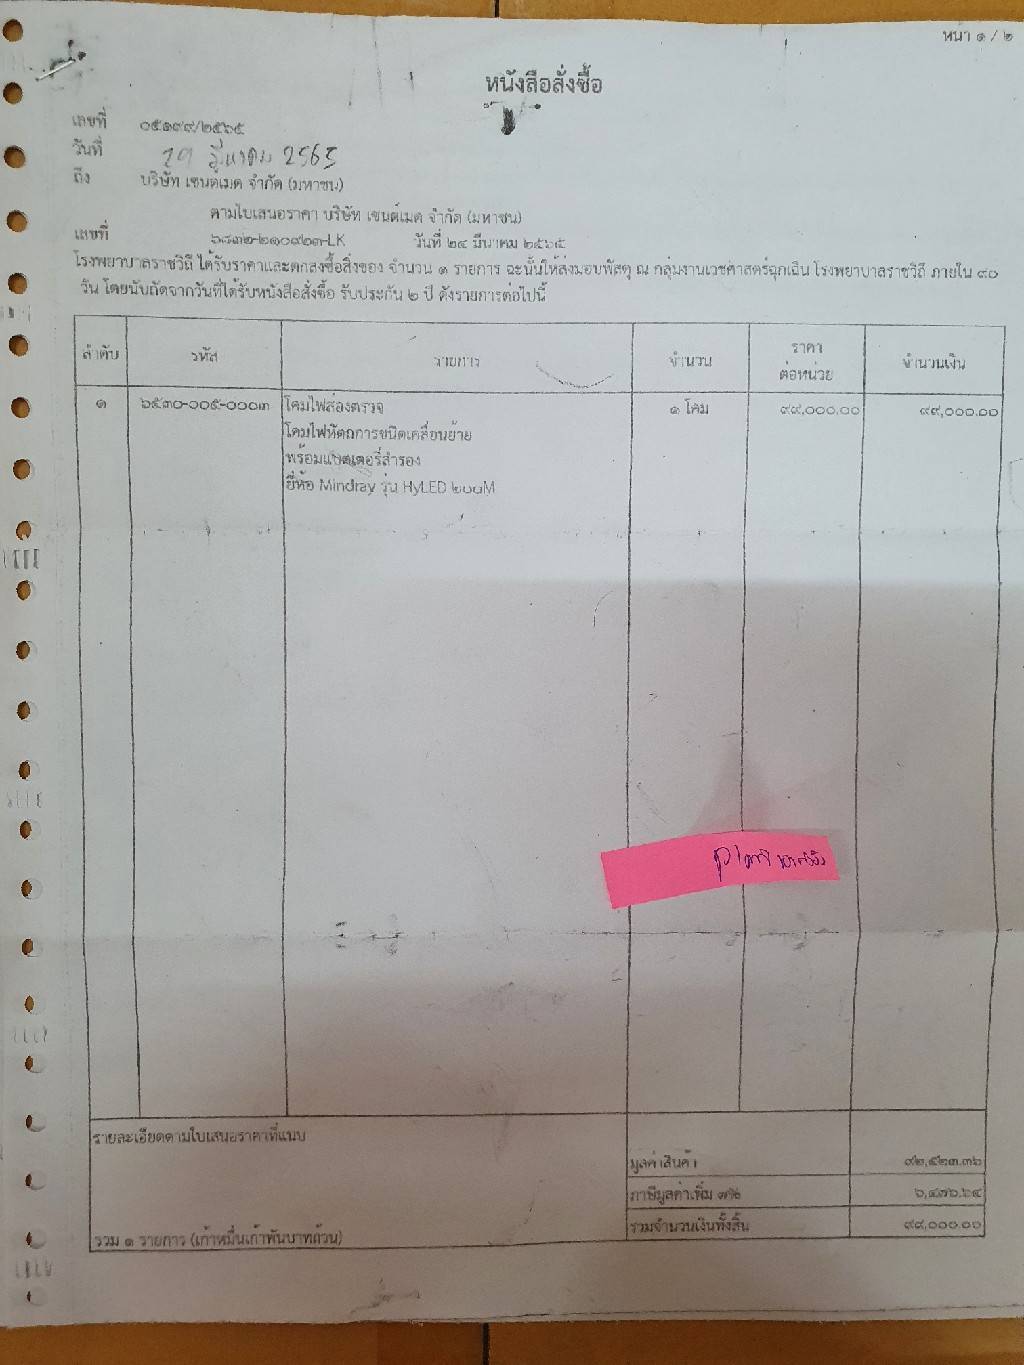 หน้า ๑ / ๒
หนังสือสั่งซื้อ
เลขที่ ๐๕๑๙๙/๒๕๖๕
วันที่ 29 มีนาคม 2565
ถึง บริษัท เซนต์เมด จำกัด (มหาชน)
ตามใบเสนอราคา บริษัท เซนต์เมด จำกัด (มหาชน)
เลขที่ ๖๘๓๒-๒๑๐๙๒๓-LK วันที่ ๒๔ มีนาคม ๒๕๖๕
โรงพยาบาลราชวิถี ได้รับราคาและตกลงซื้อสิ่งของ จำนวน ๑ รายการ ฉะนั้นให้ส่งมอบพัสดุ ณ กลุ่มงานเวชศาสตร์ฉุกเฉิน โรงพยาบาลราชวิถี ภายใน ๙๐
วัน โดยนับถัดจากวันที่ได้รับหนังสือสั่งซื้อ รับประกัน ๒ ปี ดังรายการต่อไปนี้
ลำดับ รหัส รายการ จำนวน ราคา ต่อหน่วย จำนวนเงิน
๑ ๖๕๓๐-๐๐๕-๐๐๐๓ โคมไฟส่องตรวจ ๑ โคม ๙๙,๐๐๐.๐๐ ๙๙,๐๐๐.๐๐
โคมไฟหัตถการชนิดเคลื่อนย้าย
พร้อมแบตเตอรี่สำรอง
ยี่ห้อ Mindray รุ่น HyLED ๒๐๐M
รายละเอียดตามใบเสนอราคาที่แนบ
มูลค่าสินค้า ๙๒,๕๒๓.๓๖
ภาษีมูลค่าเพิ่ม ๗% ๖,๔๗๖.๖๔
รวม ๑ รายการ (เก้าหมื่นเก้าพันบาทถ้วน) รวมจำนวนเงินทั้งสิ้น ๙๙,๐๐๐.๐๐